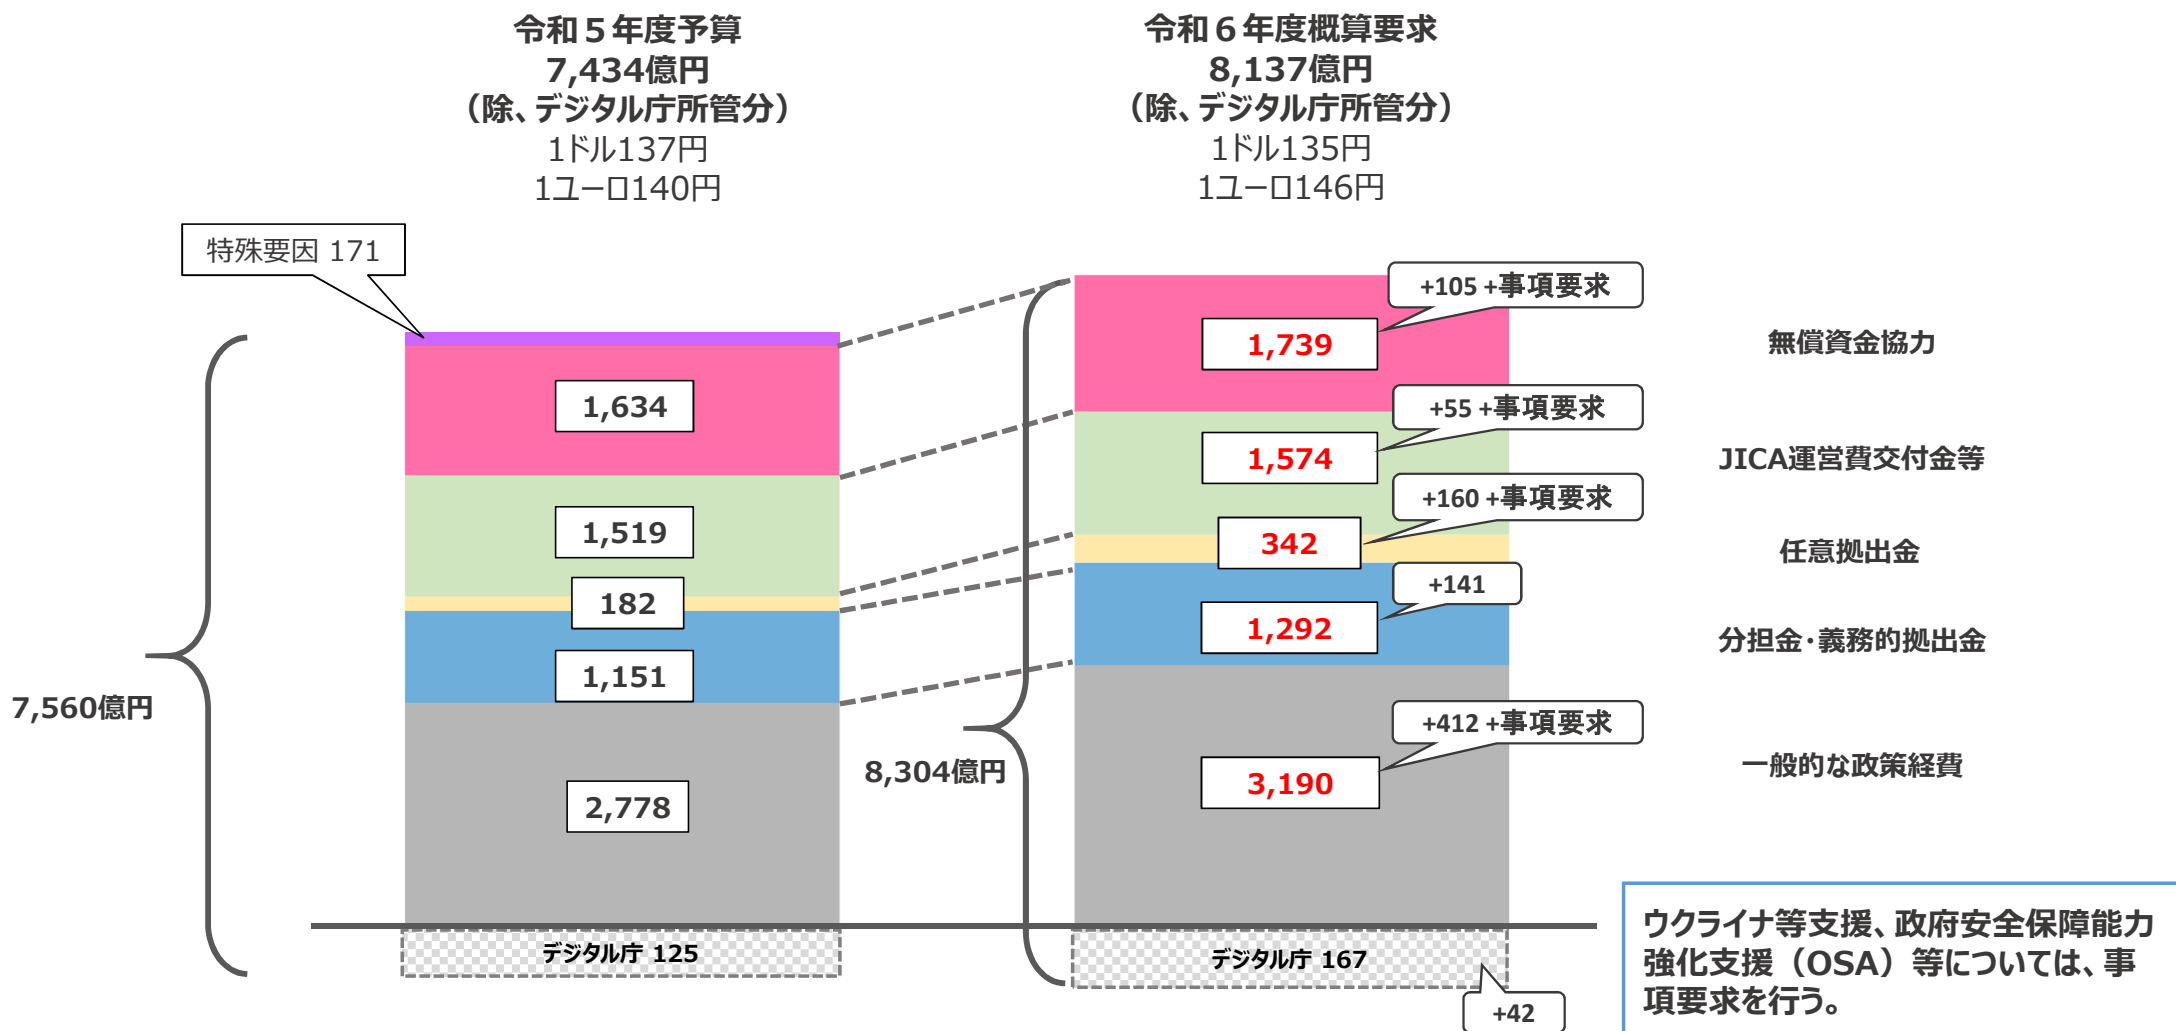 令和５年度予算
7,434億円
（除、デジタル庁所管分）
1ドル137円
1ユーロ140円
令和６年度概算要求
8,137億円
（除、デジタル庁所管分）
1ドル135円
1ユーロ146円
特殊要因 171
1,634
1,519
182
1,151
2,778
7,560億円
デジタル庁 125
+105 +事項要求
1,739
+55 +事項要求
1,574
+160 +事項要求
342
+141
1,292
+412 +事項要求
3,190
8,304億円
デジタル庁 167
+42
無償資金協力
JICA運営費交付金等
任意拠出金
分担金・義務的拠出金
一般的な政策経費
ウクライナ等支援、政府安全保障能力
強化支援（OSA）等については、事
項要求を行う。